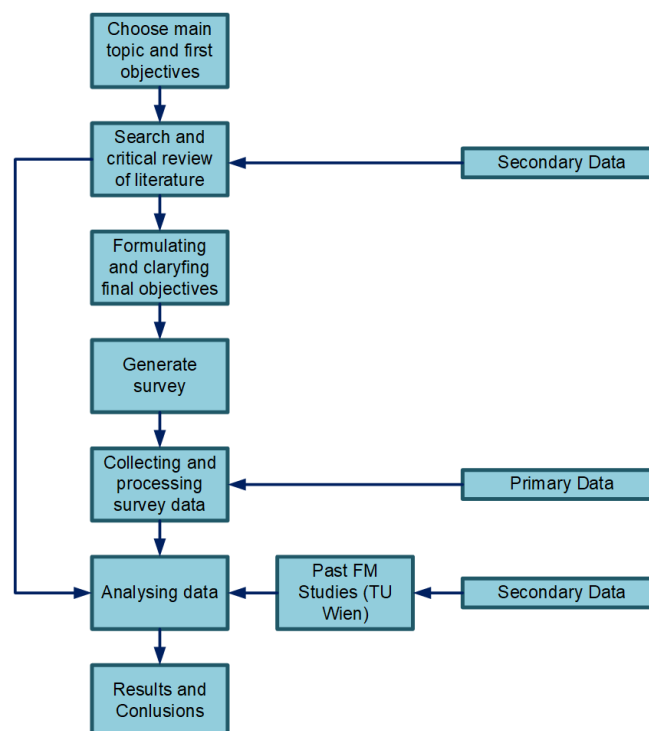 Choose main
topic and first
objectives
Search and
critical review
of literature
Secondary Data
Formulating
and claryfing
final objectives
Generate
survey
Collecting and
processing
survey data
Primary Data
Analysing data
Past FM
Studies (TU
Wien)
Secondary Data
Results and
Conlusions